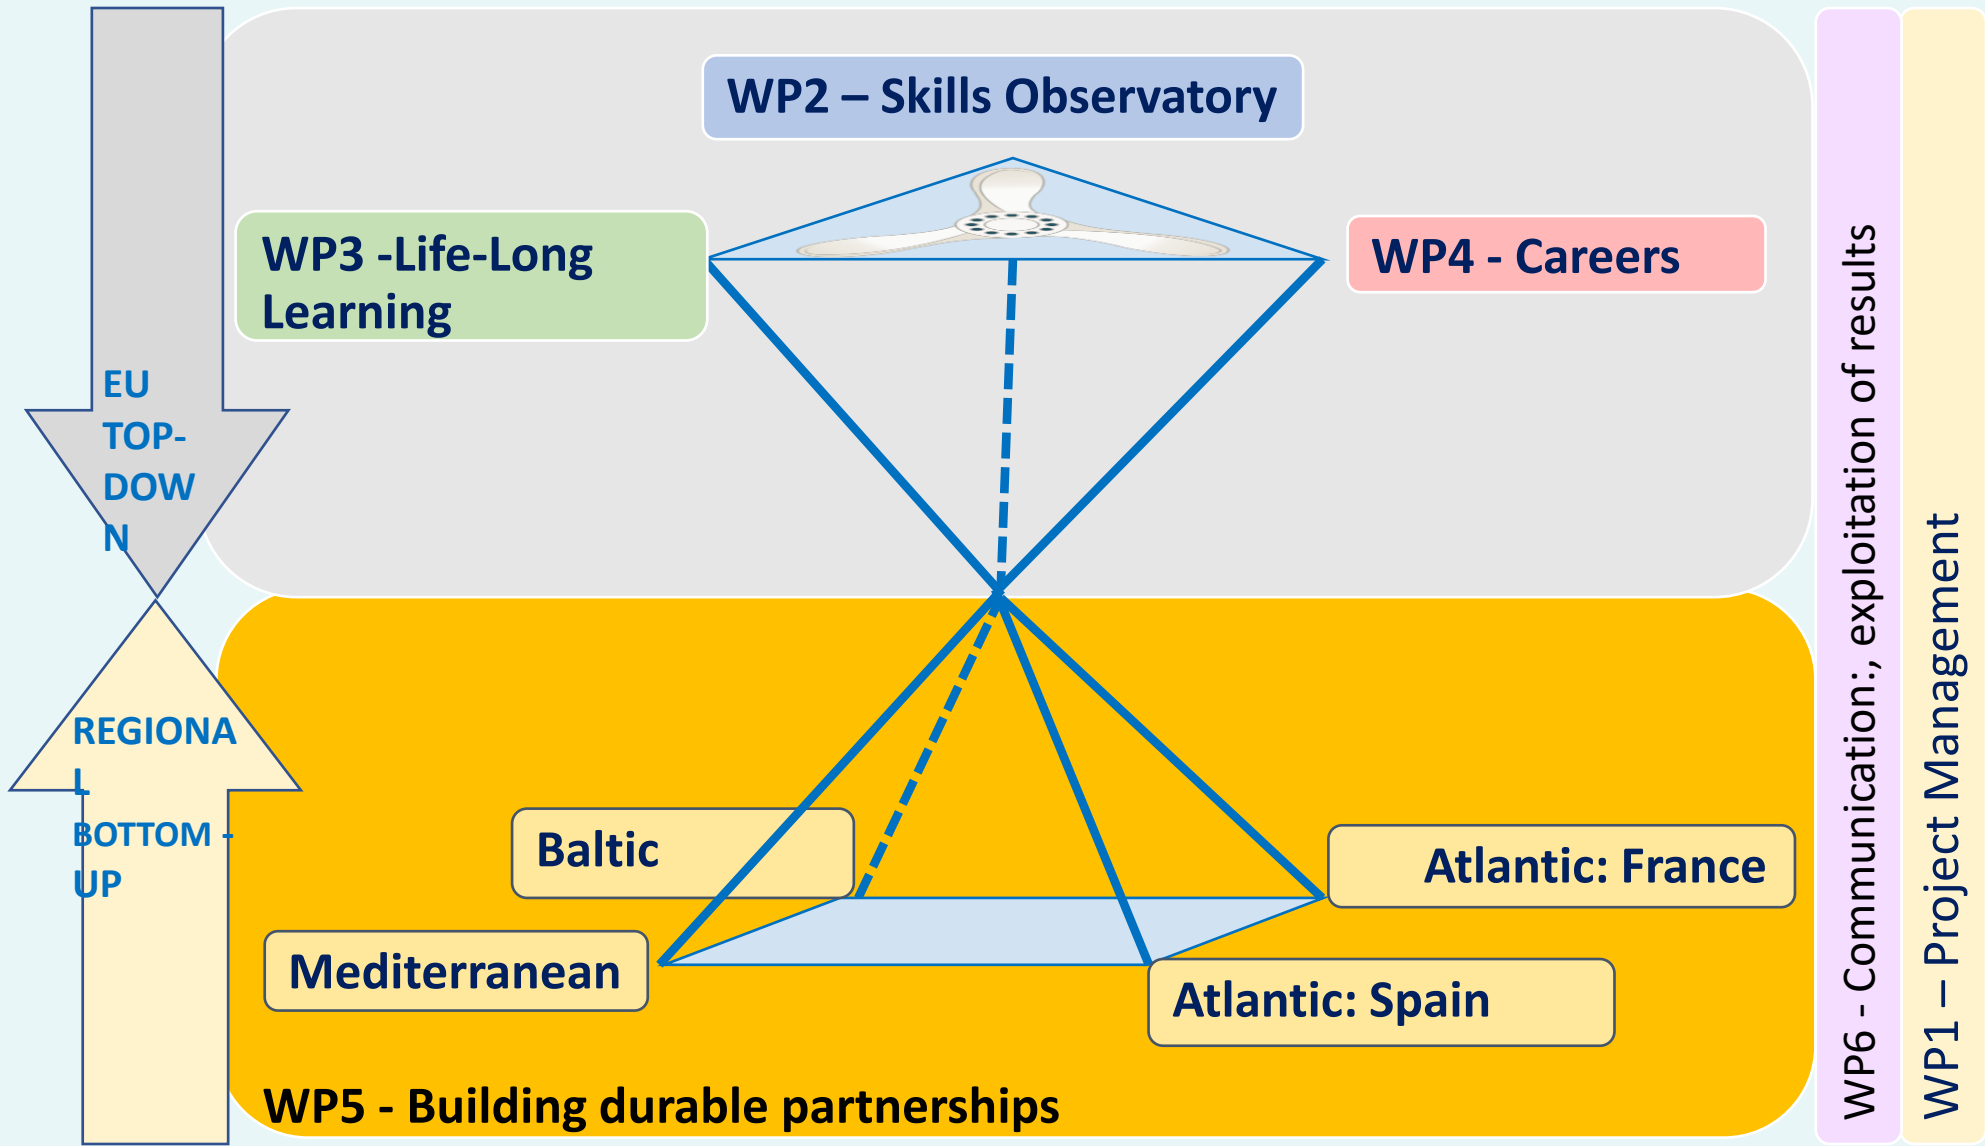 WP2 – Skills Observatory
WP3 -Life-Long
Learning
WP4 - Careers
EU
TOP-
DOW
N
REGIONA
L
BOTTOM -
UP
Baltic
Atlantic: France
Mediterranean
Atlantic: Spain
WP5 - Building durable partnerships
WP6 - Communication:, exploitation of results
WP1 – Project Management